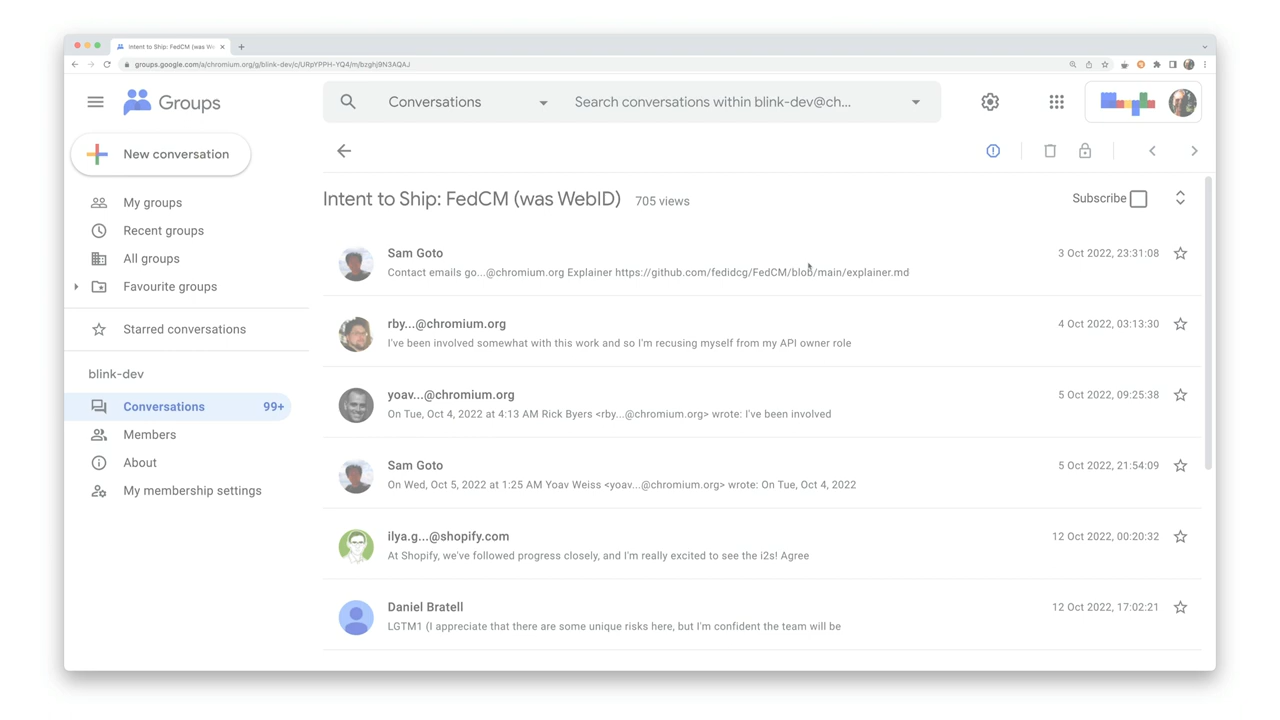 Intent to Ship: FedCM (was We
groups.google.com/a/chromium.org/g/blink-dev/c/URpYPPH-YQ4/m/bzghj9N3AQAJ
Groups
Conversations
Search conversations within blink-dev@ch...
New conversation
My groups
Recent groups
All groups
Favourite groups
Starred conversations
blink-dev
Conversations 99+
Members
About
My membership settings
Intent to Ship: FedCM (was WebID) 705 views
Subscribe
Sam Goto 3 Oct 2022, 23:31:08
Contact emails go...@chromium.org Explainer https://github.com/fedidcg/FedCM/blob/main/explainer.md
rby...@chromium.org 4 Oct 2022, 03:13:30
I've been involved somewhat with this work and so I'm recusing myself from my API owner role
yoav...@chromium.org 5 Oct 2022, 09:25:38
On Tue, Oct 4, 2022 at 4:13 AM Rick Byers <rby...@chromium.org> wrote: I've been involved
Sam Goto 5 Oct 2022, 21:54:09
On Wed, Oct 5, 2022 at 1:25 AM Yoav Weiss <yoav...@chromium.org> wrote: On Tue, Oct 4, 2022
ilya.g...@shopify.com 12 Oct 2022, 00:20:32
At Shopify, we've followed progress closely, and I'm really excited to see the i2s! Agree
Daniel Bratell 12 Oct 2022, 17:02:21
LGTM1 (I appreciate that there are some unique risks here, but I'm confident the team will be